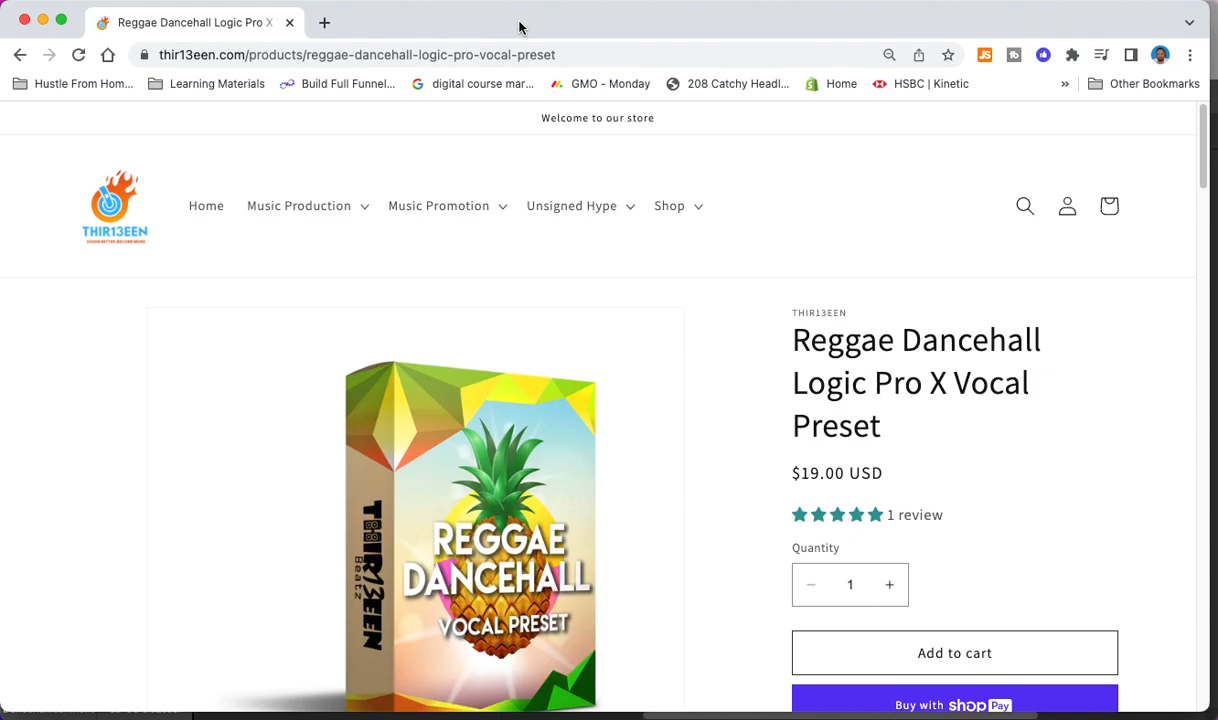 Reggae Dancehall Logic Pro X
thir13een.com/products/reggae-dancehall-logic-pro-vocal-preset
Hustle From Hom... Learning Materials Build Full Funnel... digital course mar... GMO - Monday 208 Catchy Headl... Home HSBC | Kinetic » Other Bookmarks
Welcome to our store
THIR13EEN
SOUND BETTER. BECOME MORE.
Home Music Production Music Promotion Unsigned Hype Shop
THIR13EEN
Beatz
REGGAE
DANCEHALL
VOCAL PRESET
THIR13EEN
Reggae Dancehall
Logic Pro X Vocal
Preset
$19.00 USD
1 review
Quantity
− 1 +
Add to cart
Buy with shop Pay